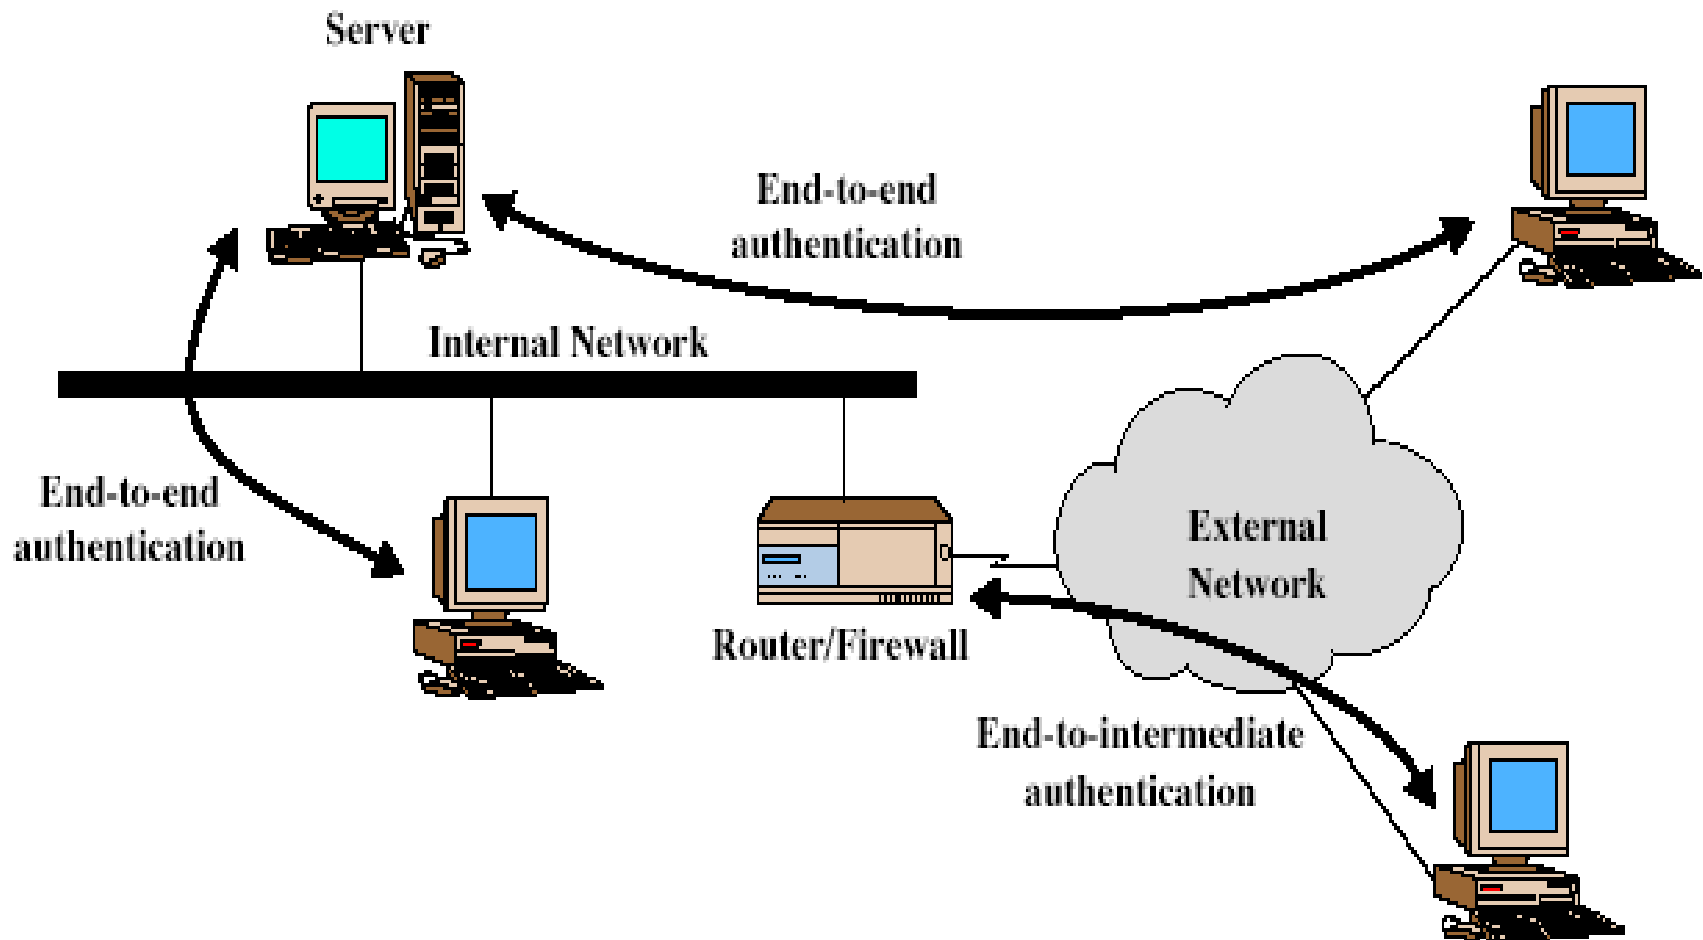 Server
End-to-end
authentication
Internal Network
End-to-end
authentication
External
Network
Router/Firewall
End-to-intermediate
authentication